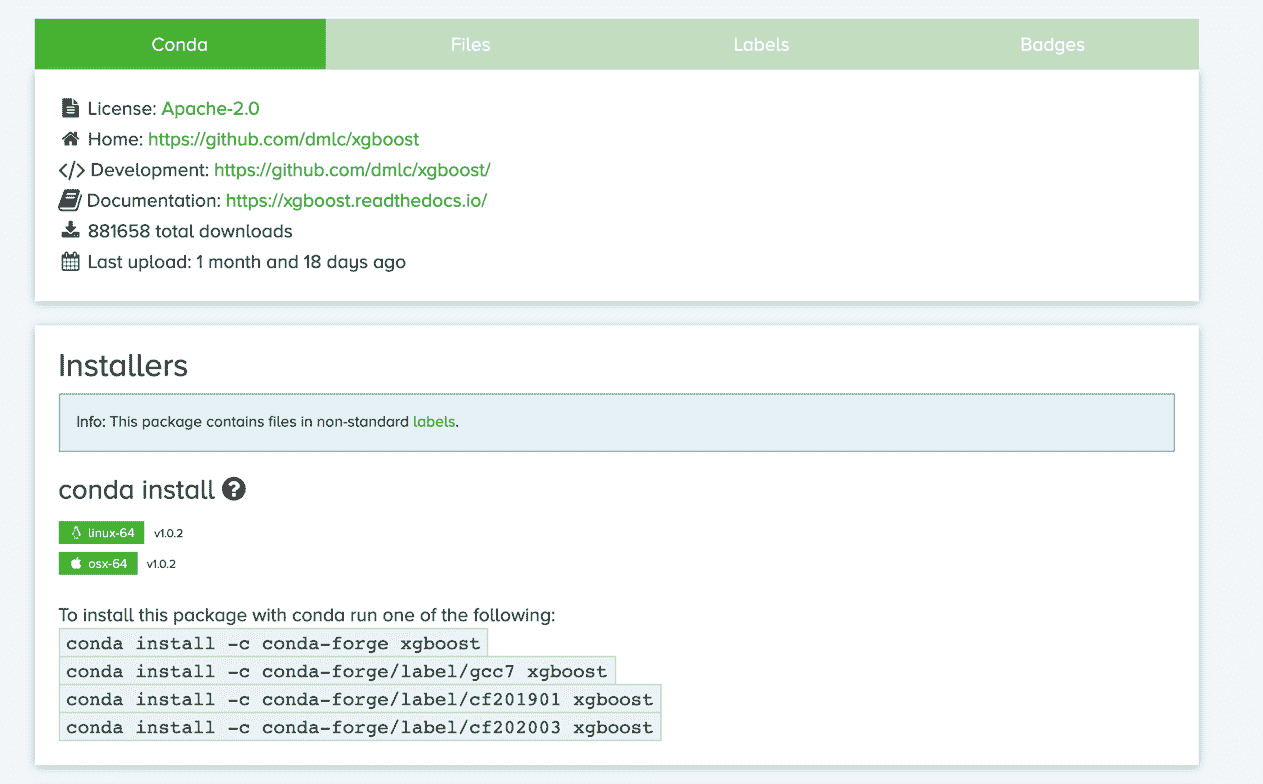 Conda Files Labels Badges
License: Apache-2.0
Home: https://github.com/dmlc/xgboost
</> Development: https://github.com/dmlc/xgboost/
Documentation: https://xgboost.readthedocs.io/
881658 total downloads
Last upload: 1 month and 18 days ago
Installers
Info: This package contains files in non-standard labels.
conda install ?
linux-64 v1.0.2
osx-64 v1.0.2
To install this package with conda run one of the following:
conda install -c conda-forge xgboost
conda install -c conda-forge/label/gcc7 xgboost
conda install -c conda-forge/label/cf201901 xgboost
conda install -c conda-forge/label/cf202003 xgboost